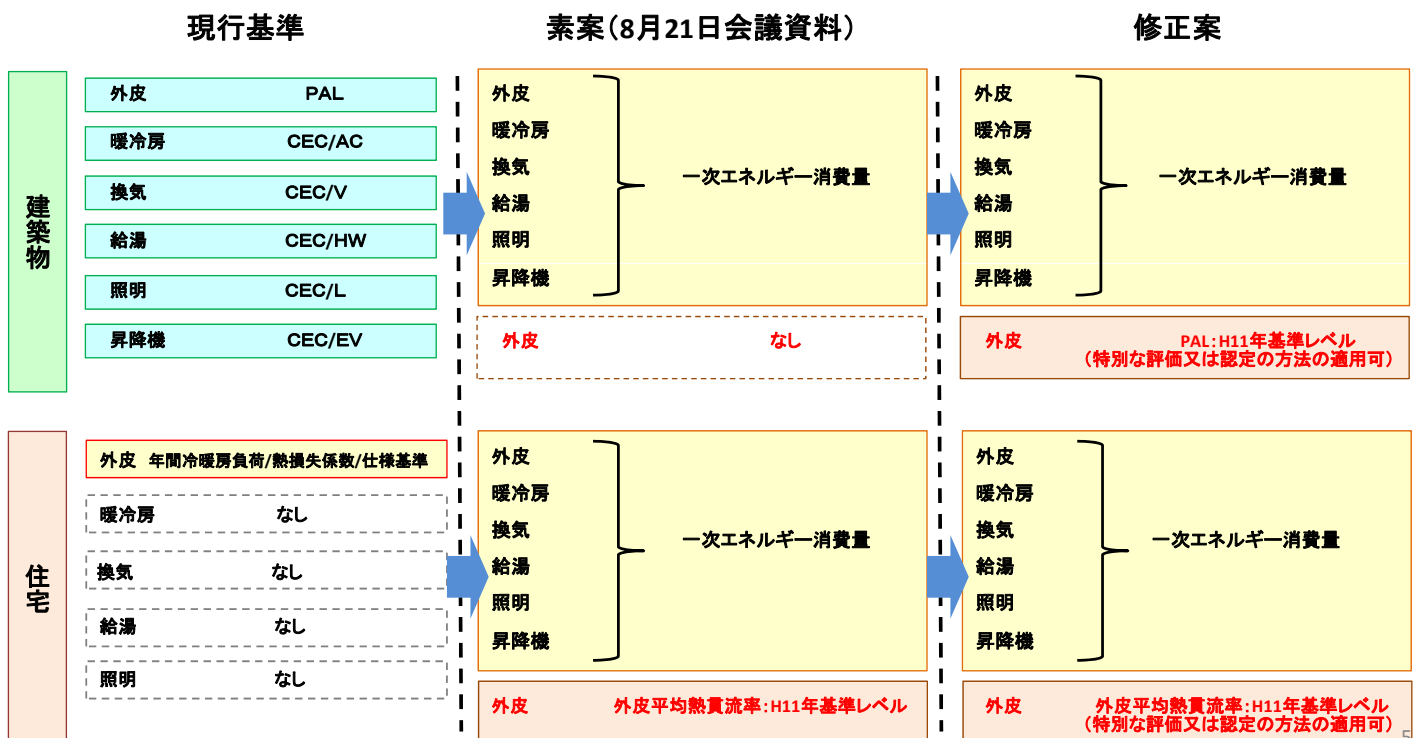 現行基準
素案(8月21日会議資料)
修正案
建築物
外皮 PAL
暖冷房 CEC/AC
換気 CEC/V
給湯 CEC/HW
照明 CEC/L
昇降機 CEC/EV
外皮
暖冷房
換気
給湯
照明
昇降機
一次エネルギー消費量
外皮 なし
外皮
暖冷房
換気
給湯
照明
昇降機
一次エネルギー消費量
外皮 PAL:H11年基準レベル
(特別な評価又は認定の方法の適用可)
住宅
外皮 年間冷暖房負荷/熱損失係数/仕様基準
暖冷房 なし
換気 なし
給湯 なし
照明 なし
外皮
暖冷房
換気
給湯
照明
昇降機
一次エネルギー消費量
外皮 外皮平均熱貫流率:H11年基準レベル
外皮
暖冷房
換気
給湯
照明
昇降機
一次エネルギー消費量
外皮 外皮平均熱貫流率:H11年基準レベル
(特別な評価又は認定の方法の適用可)
5